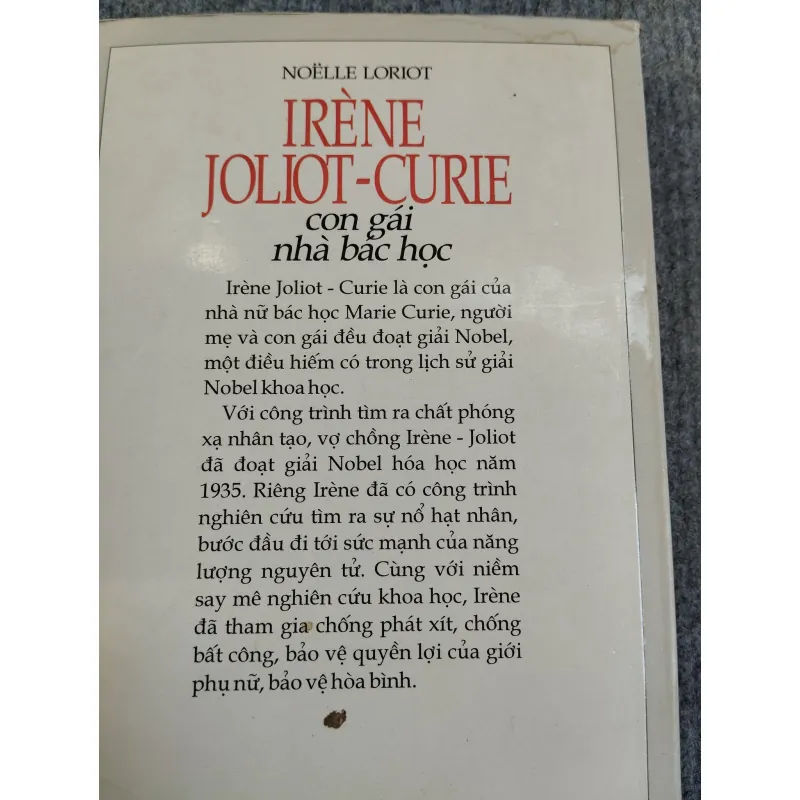 NOËLLE LORIOT
IRÈNE
JOLIOT-CURIE
con gái
nhà bác học
Irène Joliot - Curie là con gái của
nhà nữ bác học Marie Curie, người
mẹ và con gái đều đoạt giải Nobel,
một điều hiếm có trong lịch sử giải
Nobel khoa học.
Với công trình tìm ra chất phóng
xạ nhân tạo, vợ chồng Irène - Joliot
đã đoạt giải Nobel hóa học năm
1935. Riêng Irène đã có công trình
nghiên cứu tìm ra sự nổ hạt nhân,
bước đầu đi tới sức mạnh của năng
lượng nguyên tử. Cùng với niềm
say mê nghiên cứu khoa học, Irène
đã tham gia chống phát xít, chống
bất công, bảo vệ quyền lợi của giới
phụ nữ, bảo vệ hòa bình.